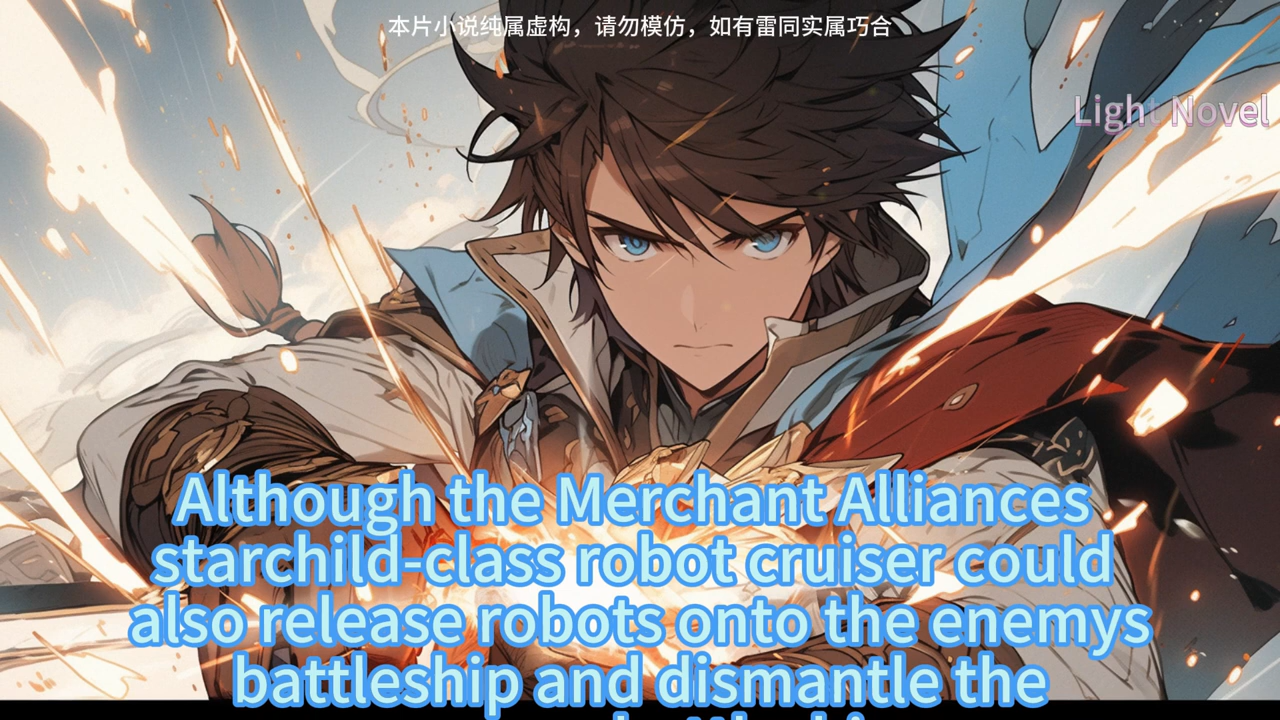 本片小说纯属虚构，请勿模仿，如有雷同实属巧合
Light Novel
Although the Merchant Alliances
starchild-class robot cruiser could
also release robots onto the enemys
battleship and dismantle the